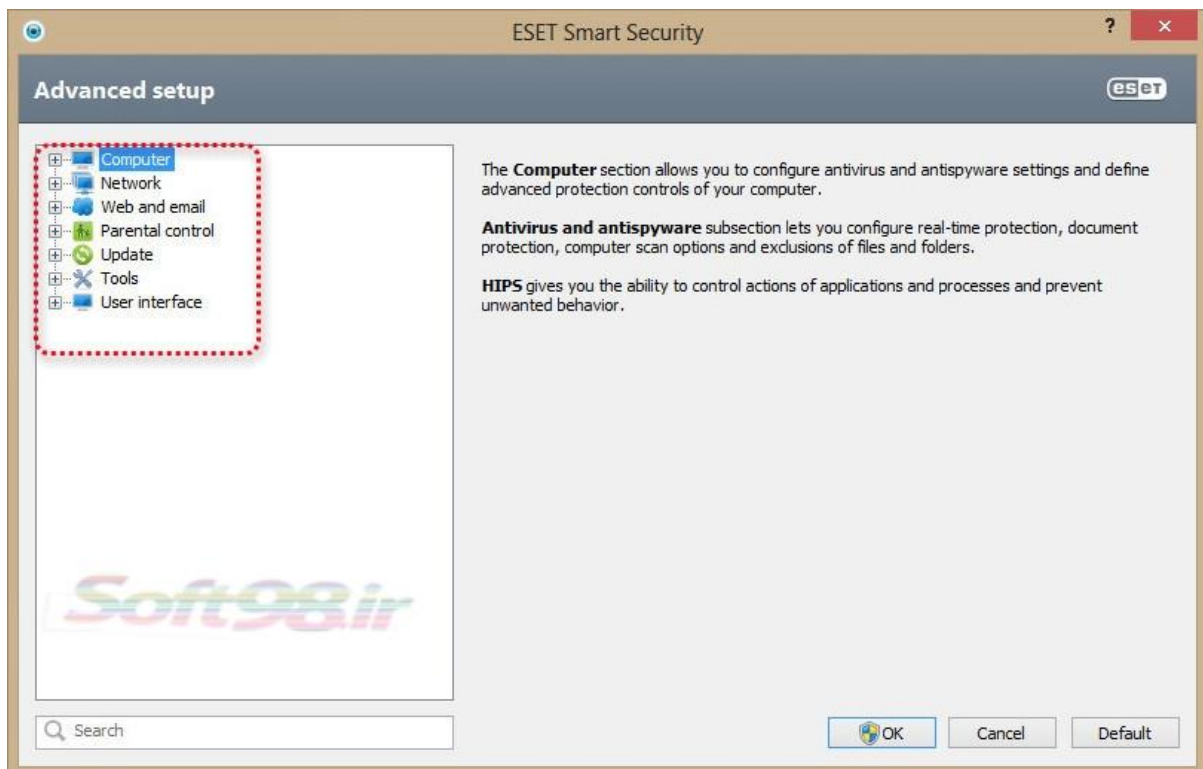 ESET Smart Security
?
Advanced setup
eset
Computer
Network
Web and email
Parental control
Update
Tools
User interface
The Computer section allows you to configure antivirus and antispyware settings and define
advanced protection controls of your computer.
Antivirus and antispyware subsection lets you configure real-time protection, document
protection, computer scan options and exclusions of files and folders.
HIPS gives you the ability to control actions of applications and processes and prevent
unwanted behavior.
Soft98.ir
Search
OK
Cancel
Default